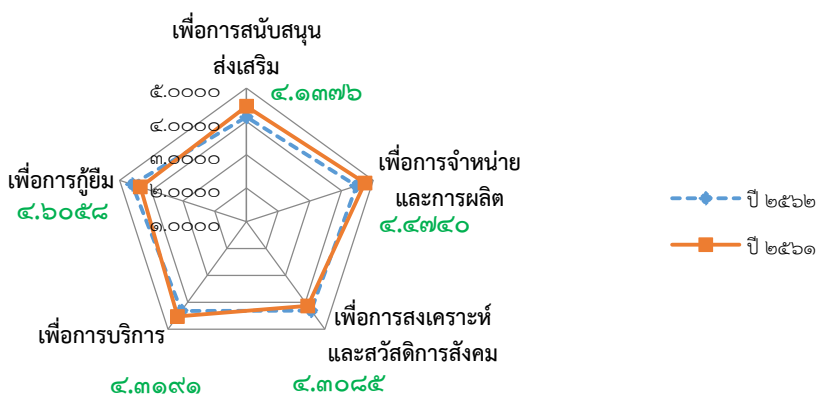 เพื่อการสนับสนุน
ส่งเสริม
๔.๑๓๗๖
๕.๐๐๐๐
๔.๐๐๐๐
๓.๐๐๐๐
๒.๐๐๐๐
๑.๐๐๐๐
เพื่อการจำหน่าย
และการผลิต
๔.๔๗๔๐
เพื่อการสงเคราะห์
และสวัสดิการสังคม
๔.๓๐๘๕
เพื่อการบริการ
๔.๓๑๙๑
เพื่อการกู้ยืม
๔.๖๐๕๘
ปี ๒๕๖๒
ปี ๒๕๖๑